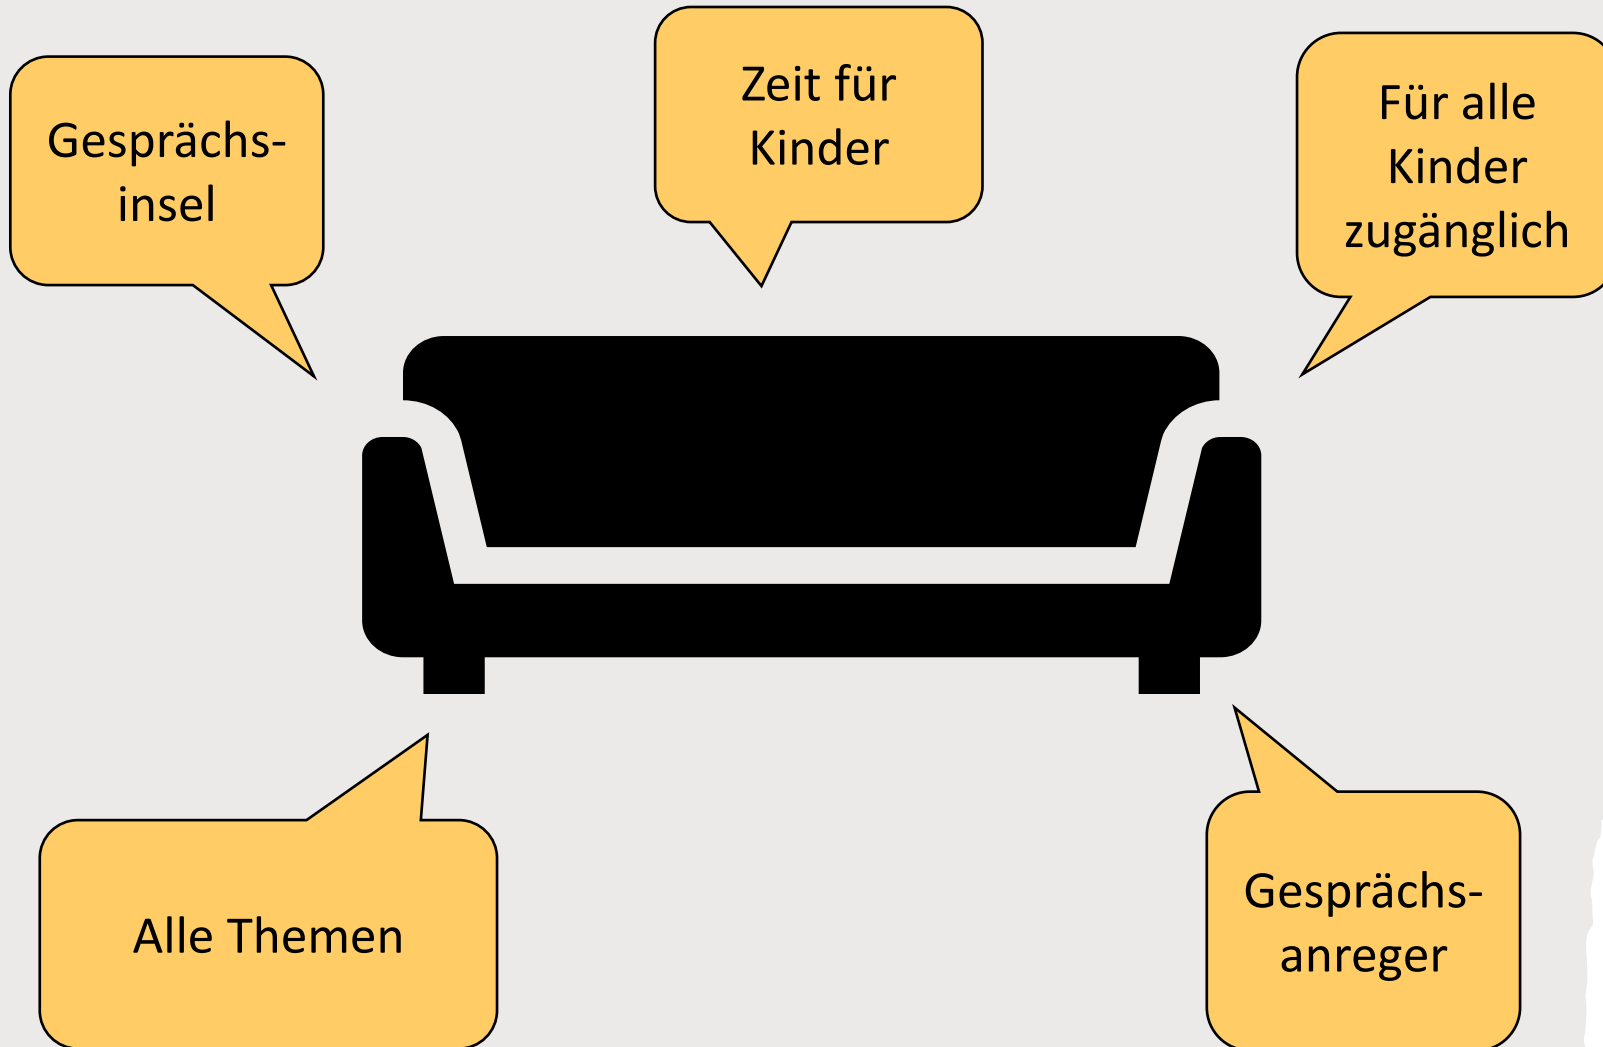 Gesprächs-
insel
Zeit für
Kinder
Für alle
Kinder
zugänglich
Alle Themen
Gesprächs-
anreger